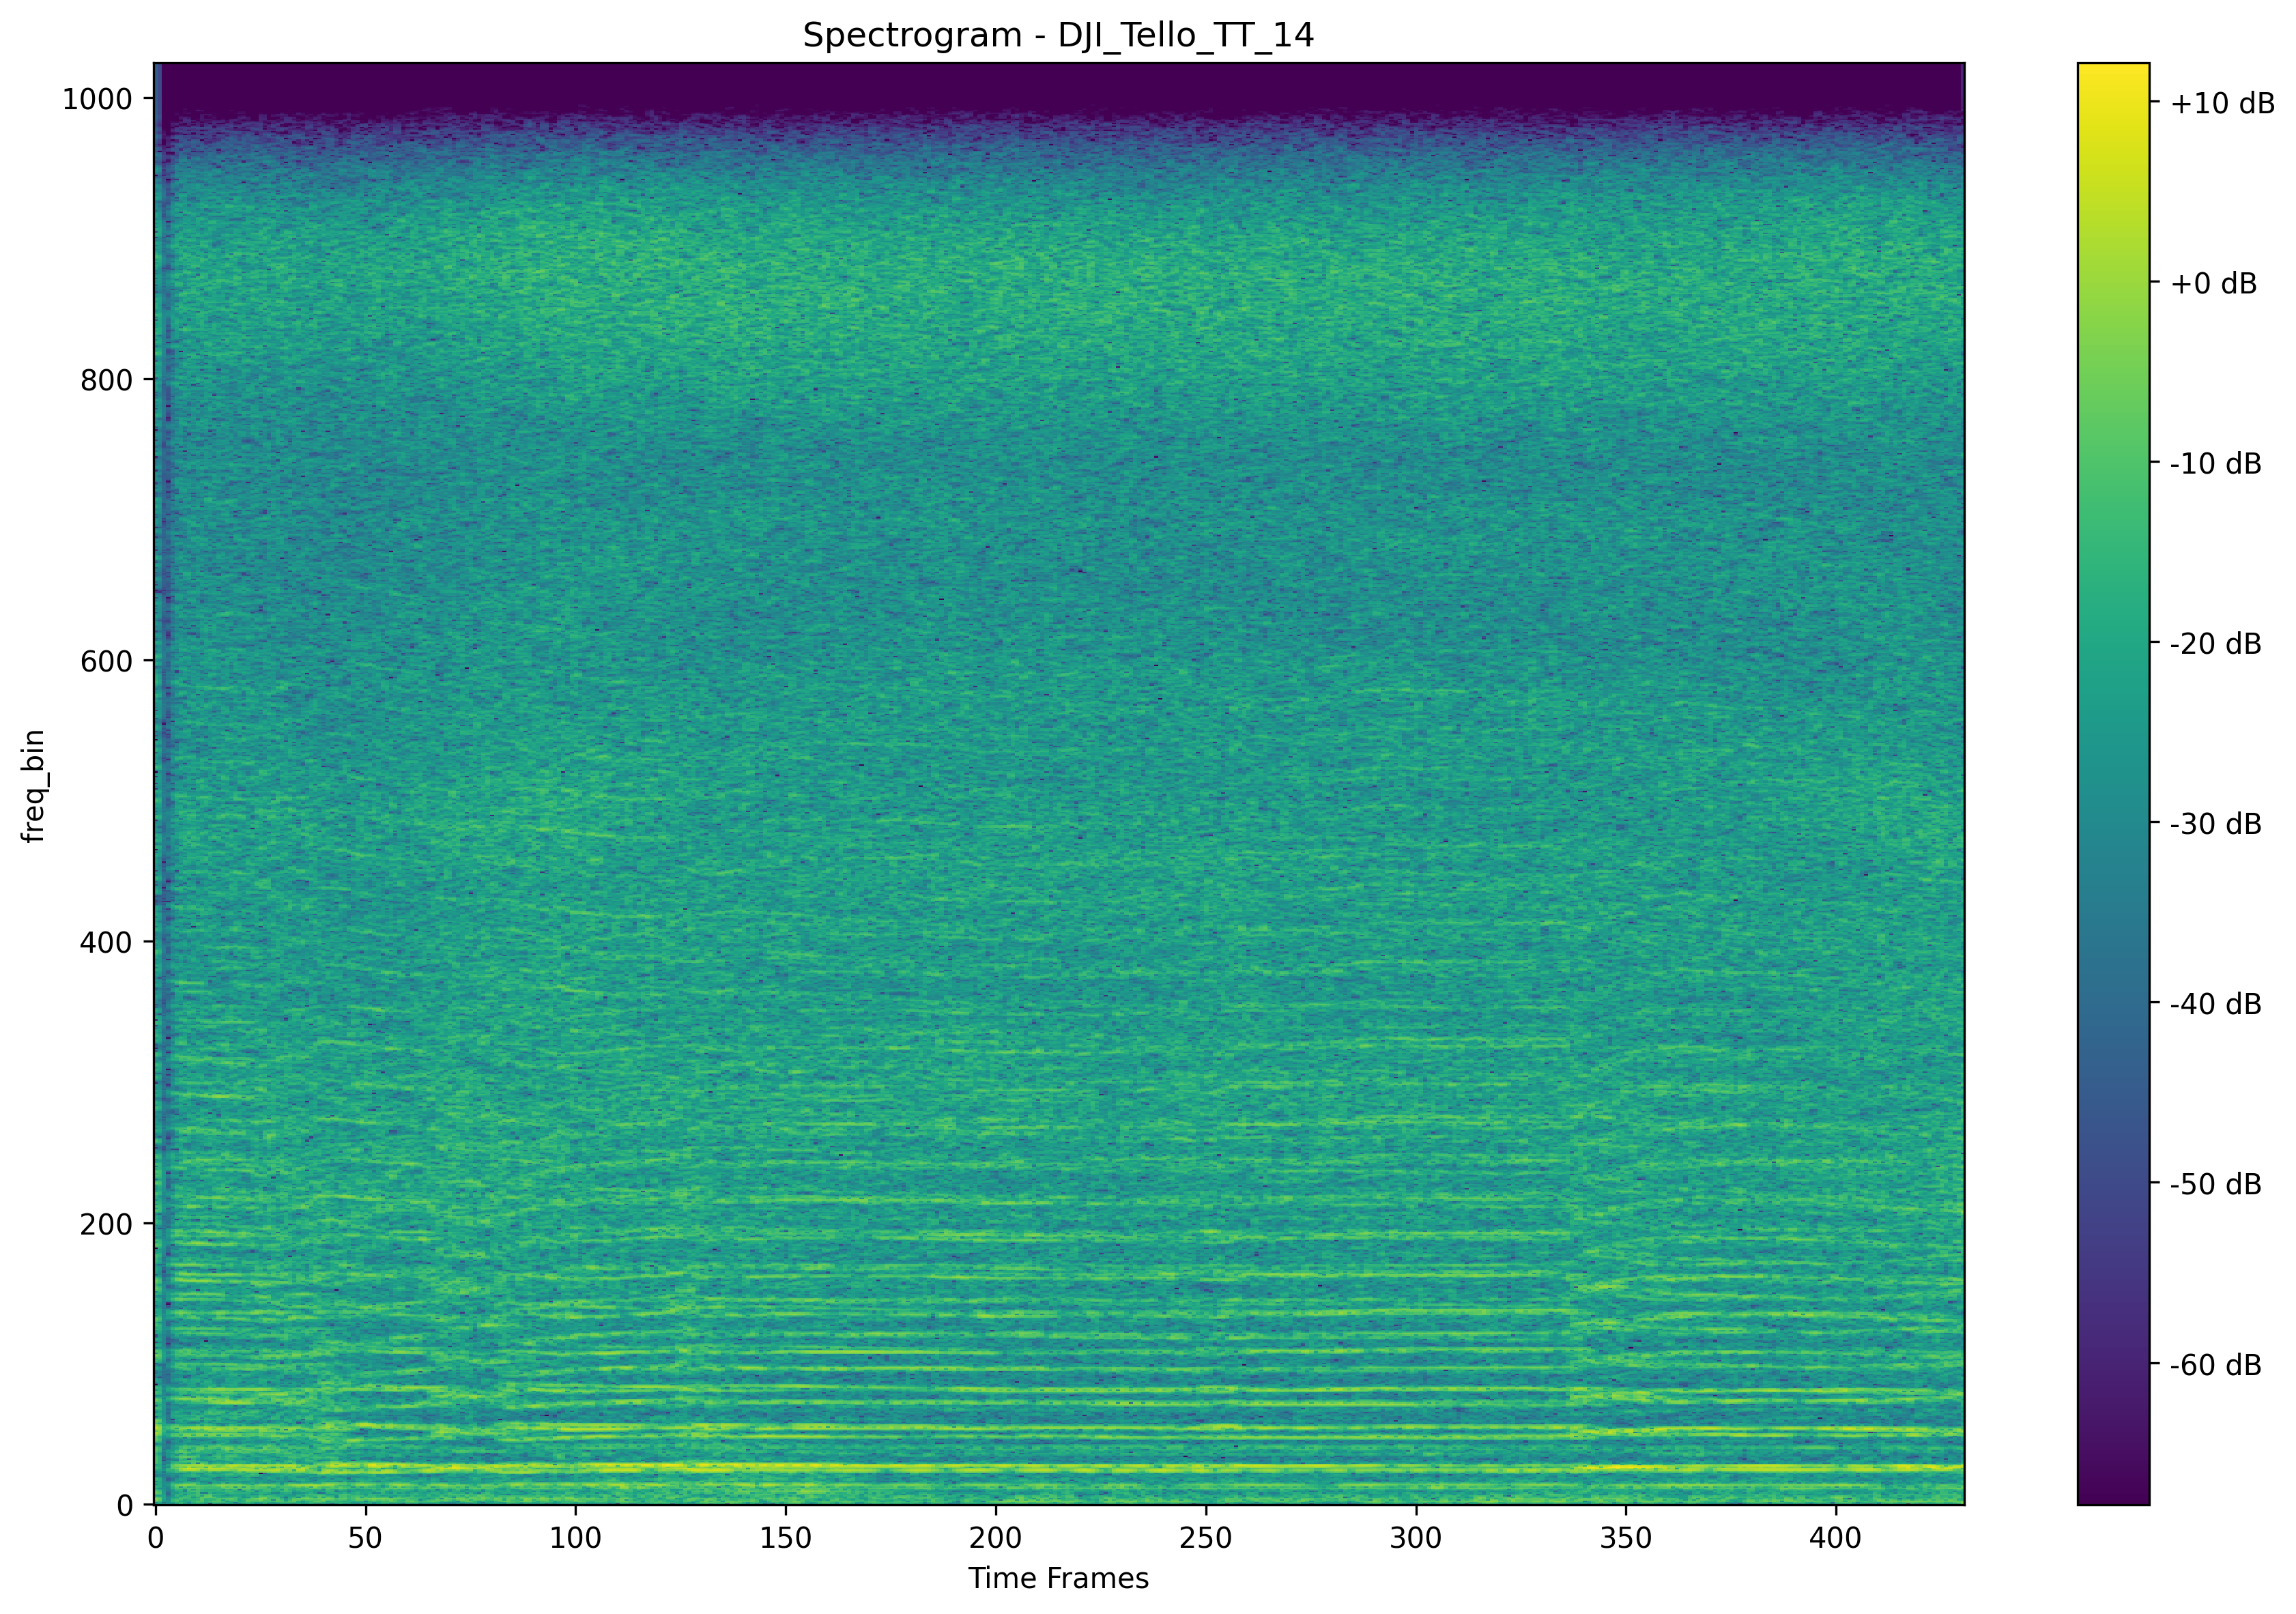 Spectrogram - DJI_Tello_TT_14
1000
800
600
400
200
0
freq_bin
0 50 100 150 200 250 300 350 400
Time Frames
+10 dB
+0 dB
-10 dB
-20 dB
-30 dB
-40 dB
-50 dB
-60 dB